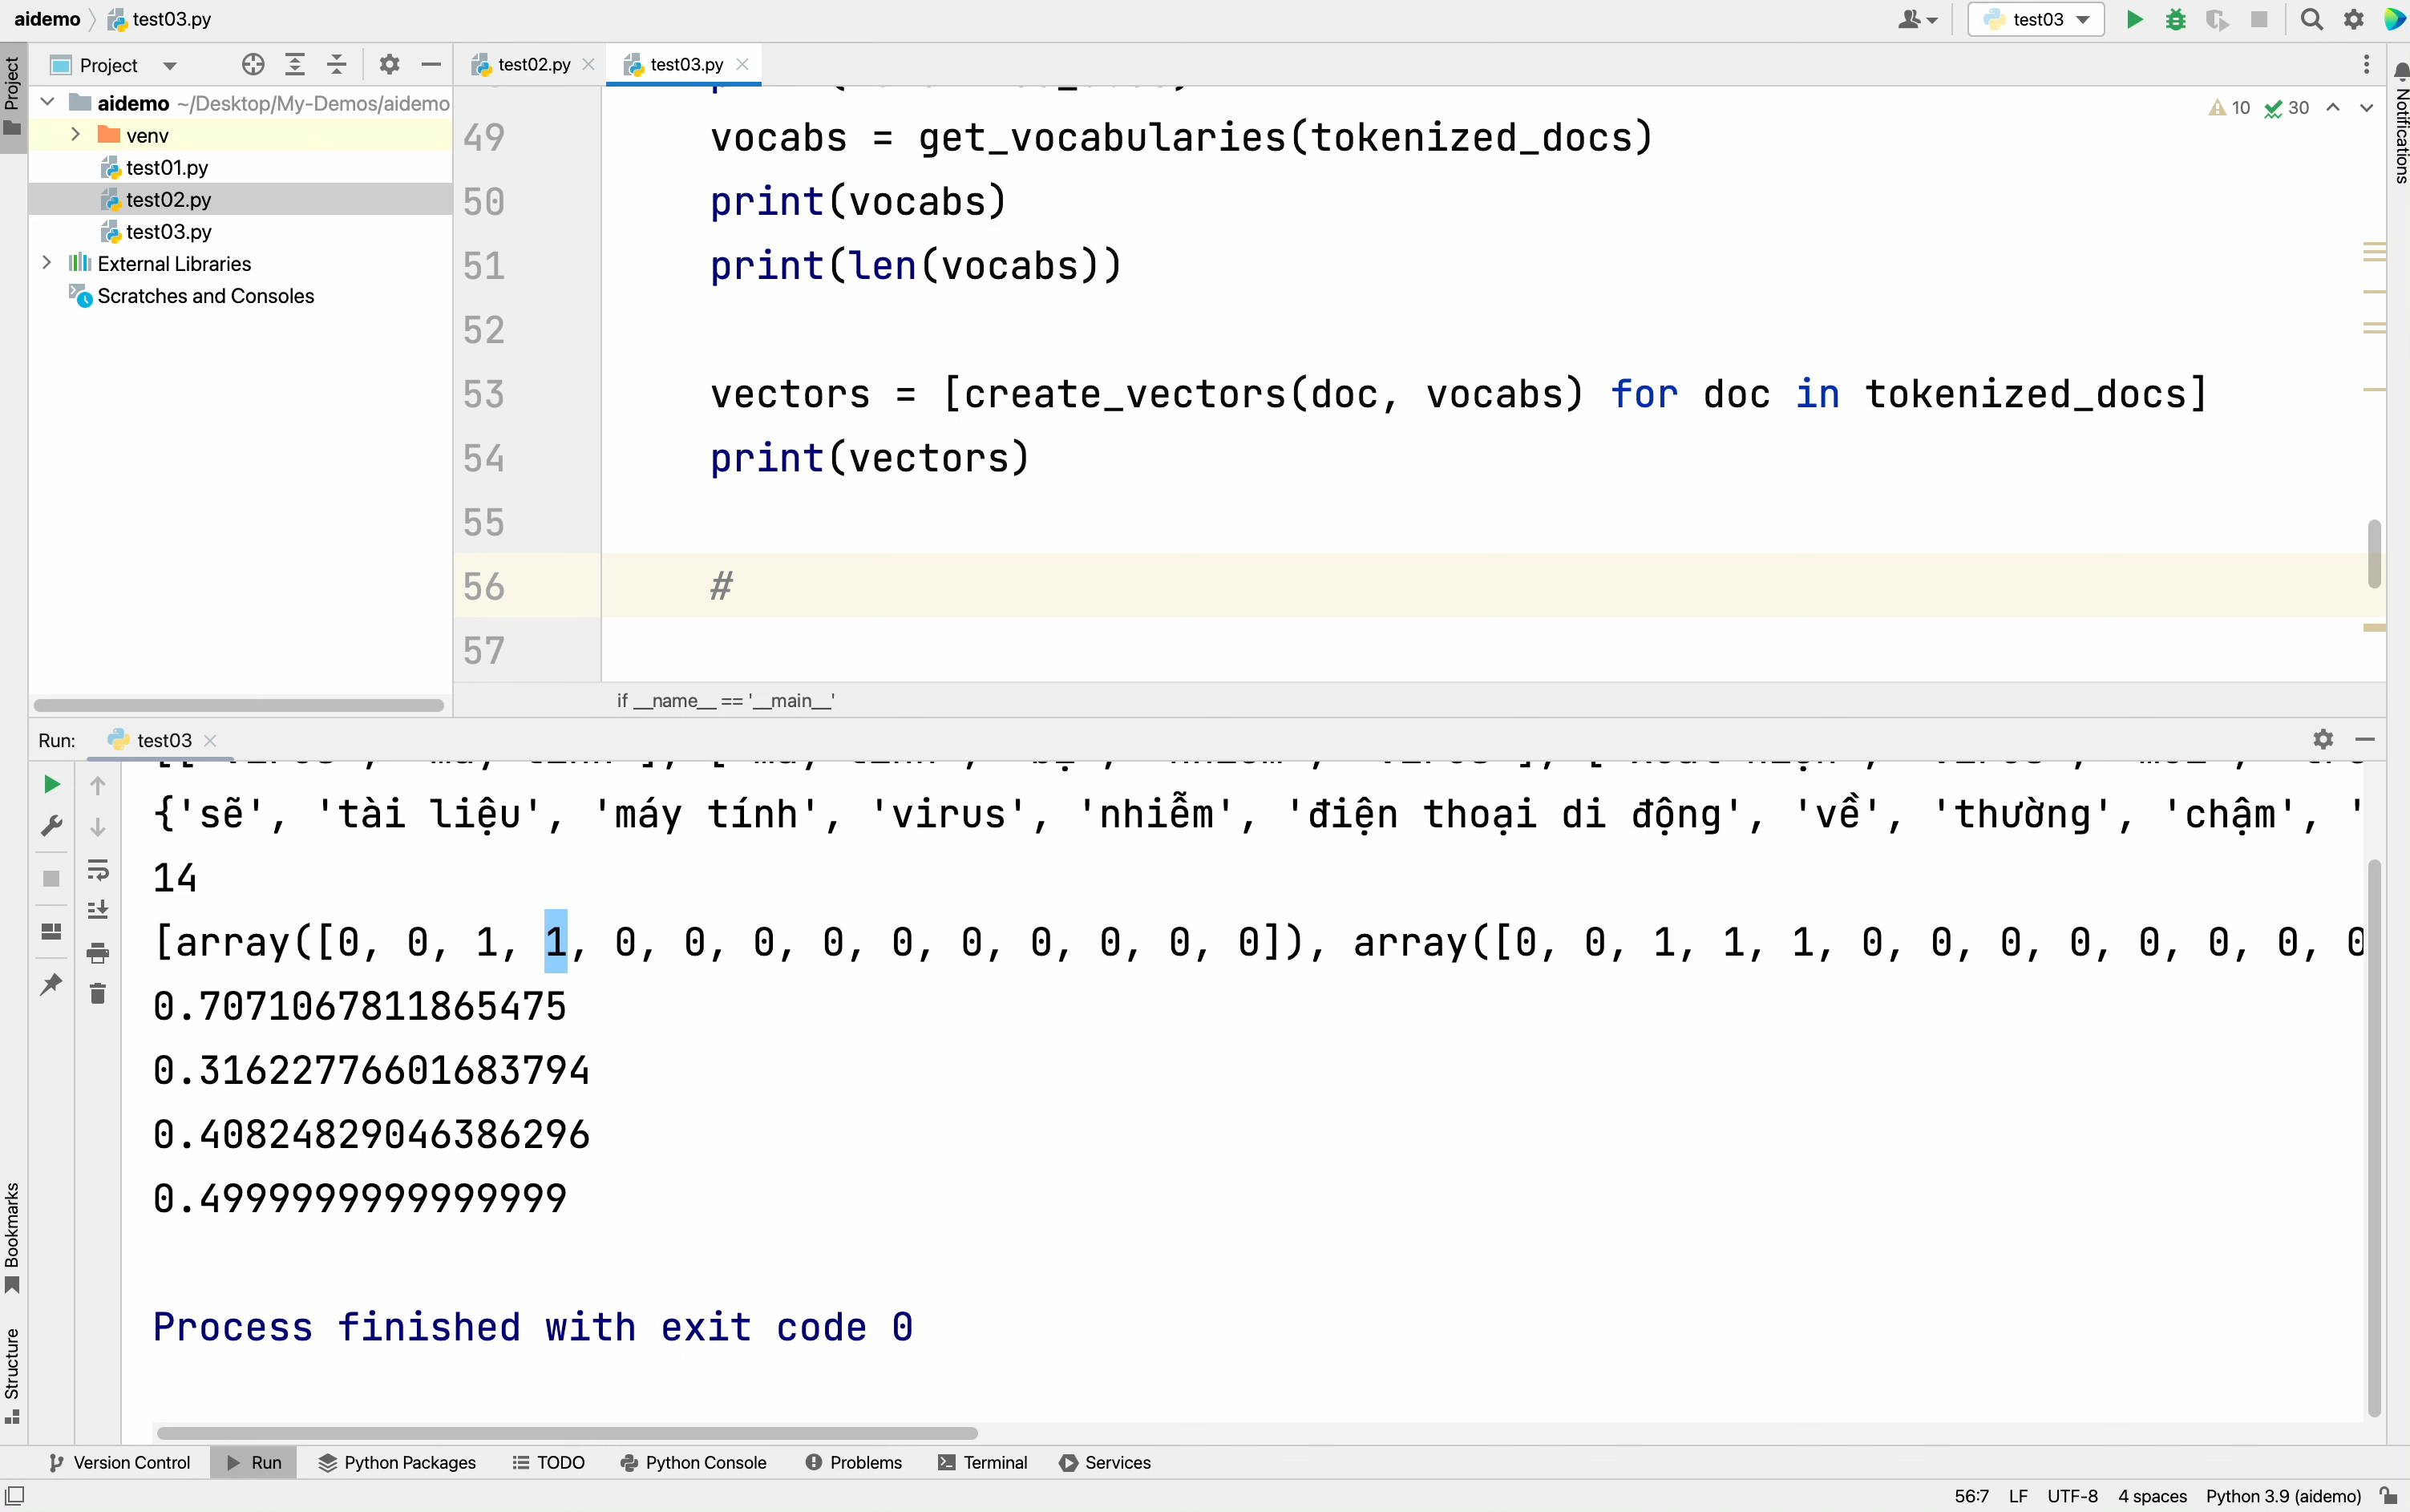 aidemo
test03.py
test03
Project
test02.py
test03.py
Project
aidemo ~/Desktop/My-Demos/aidemo
venv
test01.py
test02.py
test03.py
External Libraries
Scratches and Consoles
10 30
Notifications
49 vocabs = get_vocabularies(tokenized_docs)
50 print(vocabs)
51 print(len(vocabs))
52
53 vectors = [create_vectors(doc, vocabs) for doc in tokenized_docs]
54 print(vectors)
55
56 #
57
if __name__ == '__main__'
Run: test03
{'sẽ', 'tài liệu', 'máy tính', 'virus', 'nhiễm', 'điện thoại di động', 'về', 'thường', 'chậm', '
14
[array([0, 0, 1, 1, 0, 0, 0, 0, 0, 0, 0, 0, 0, 0]), array([0, 0, 1, 1, 1, 0, 0, 0, 0, 0, 0, 0, 0
0.7071067811865475
0.31622776601683794
0.40824829046386296
0.4999999999999999
Process finished with exit code 0
Bookmarks
Structure
Version Control
Run
Python Packages
TODO
Python Console
Problems
Terminal
Services
56:7 LF UTF-8 4 spaces Python 3.9 (aidemo)